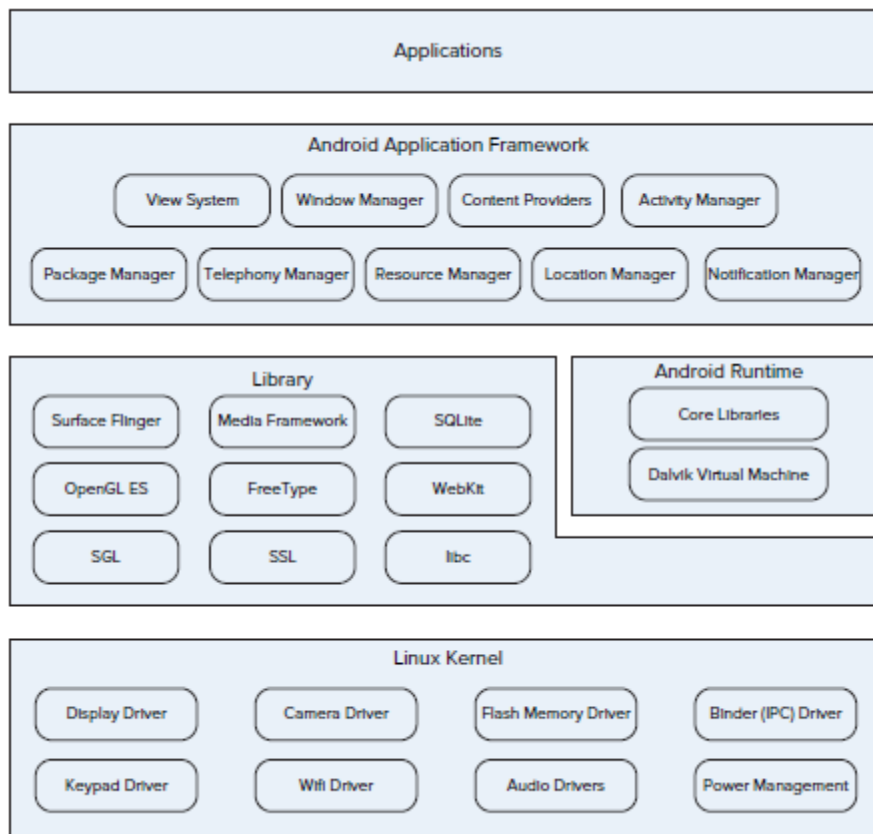 Applications
Android Application Framework
View System
Window Manager
Content Providers
Activity Manager
Package Manager
Telephony Manager
Resource Manager
Location Manager
Notification Manager
Library
Surface Flinger
Media Framework
SQLite
OpenGL ES
FreeType
WebKit
SGL
SSL
libc
Android Runtime
Core Libraries
Dalvik Virtual Machine
Linux Kernel
Display Driver
Camera Driver
Flash Memory Driver
Binder (IPC) Driver
Keypad Driver
Wifi Driver
Audio Drivers
Power Management